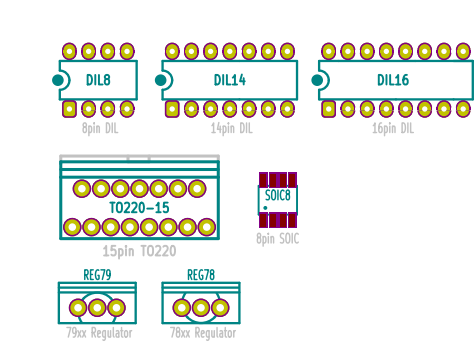 DIL8
DIL14
DIL16
8pin DIL
14pin DIL
16pin DIL
TO220-15
SOIC8
15pin TO220
8pin SOIC
REG79
REG78
79xx Regulator
78xx Regulator